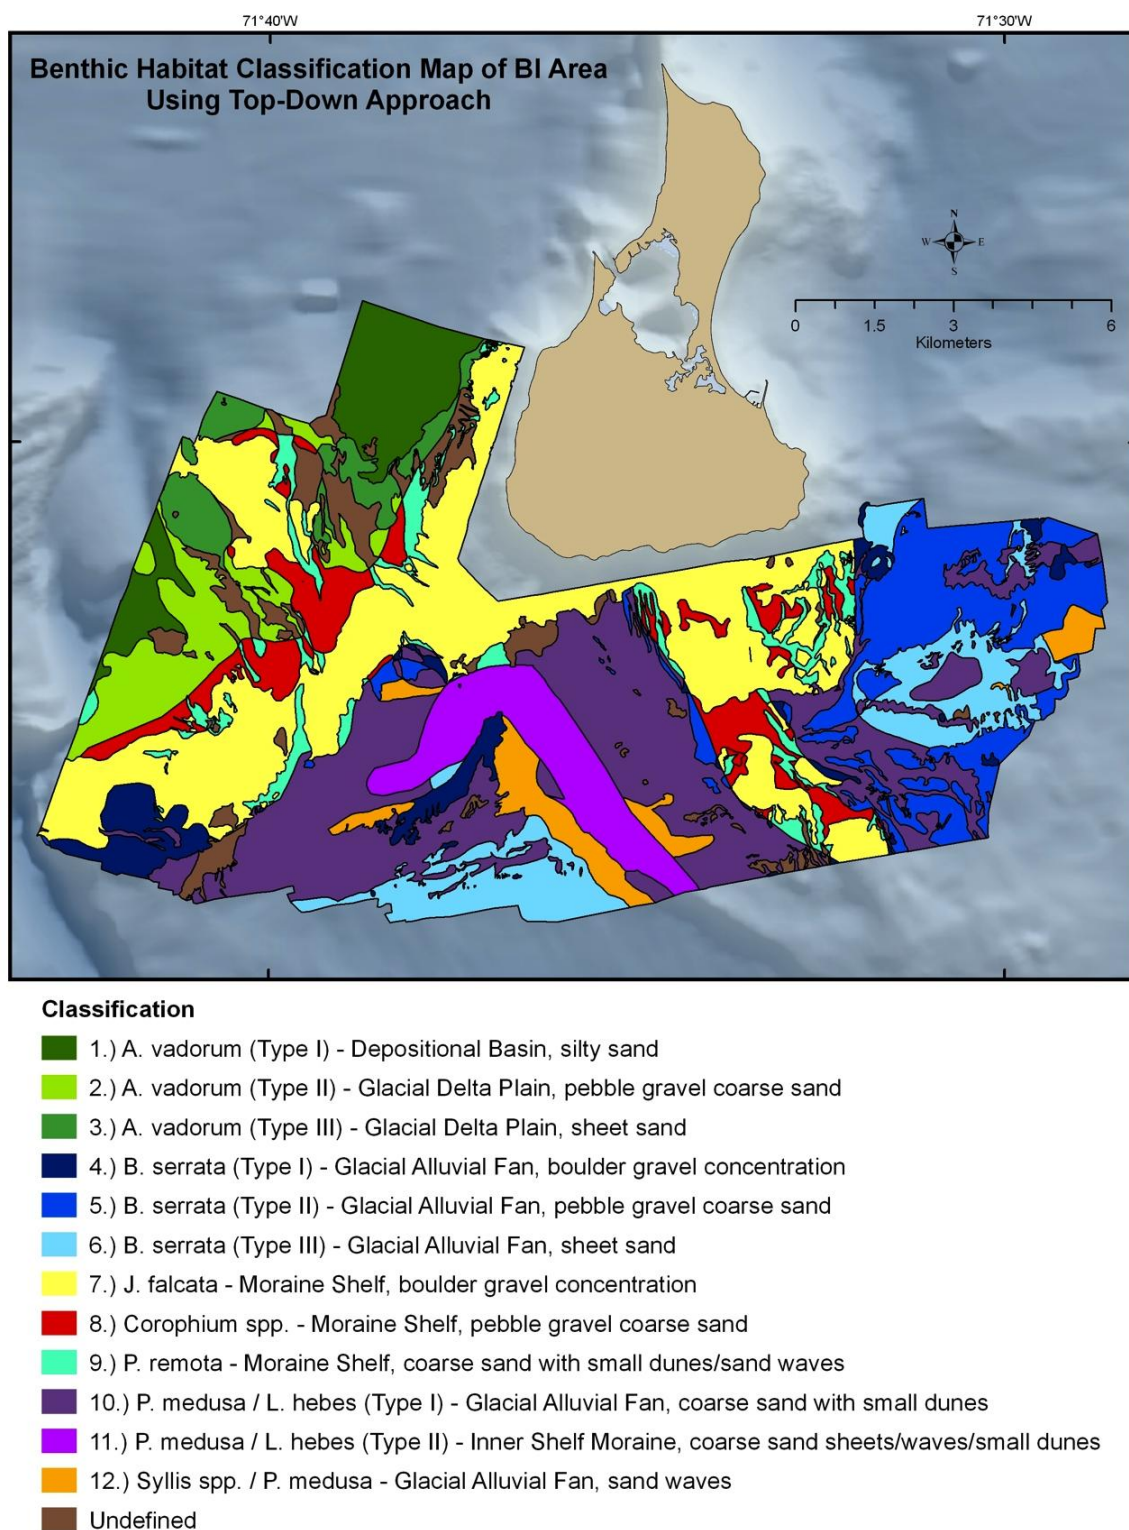 71°40'W
71°30'W
Benthic Habitat Classification Map of BI Area
Using Top-Down Approach
N
W E
S
0 1.5 3 6
Kilometers
Classification
1.) A. vadorum (Type I) - Depositional Basin, silty sand
2.) A. vadorum (Type II) - Glacial Delta Plain, pebble gravel coarse sand
3.) A. vadorum (Type III) - Glacial Delta Plain, sheet sand
4.) B. serrata (Type I) - Glacial Alluvial Fan, boulder gravel concentration
5.) B. serrata (Type II) - Glacial Alluvial Fan, pebble gravel coarse sand
6.) B. serrata (Type III) - Glacial Alluvial Fan, sheet sand
7.) J. falcata - Moraine Shelf, boulder gravel concentration
8.) Corophium spp. - Moraine Shelf, pebble gravel coarse sand
9.) P. remota - Moraine Shelf, coarse sand with small dunes/sand waves
10.) P. medusa / L. hebes (Type I) - Glacial Alluvial Fan, coarse sand with small dunes
11.) P. medusa / L. hebes (Type II) - Inner Shelf Moraine, coarse sand sheets/waves/small dunes
12.) Syllis spp. / P. medusa - Glacial Alluvial Fan, sand waves
Undefined